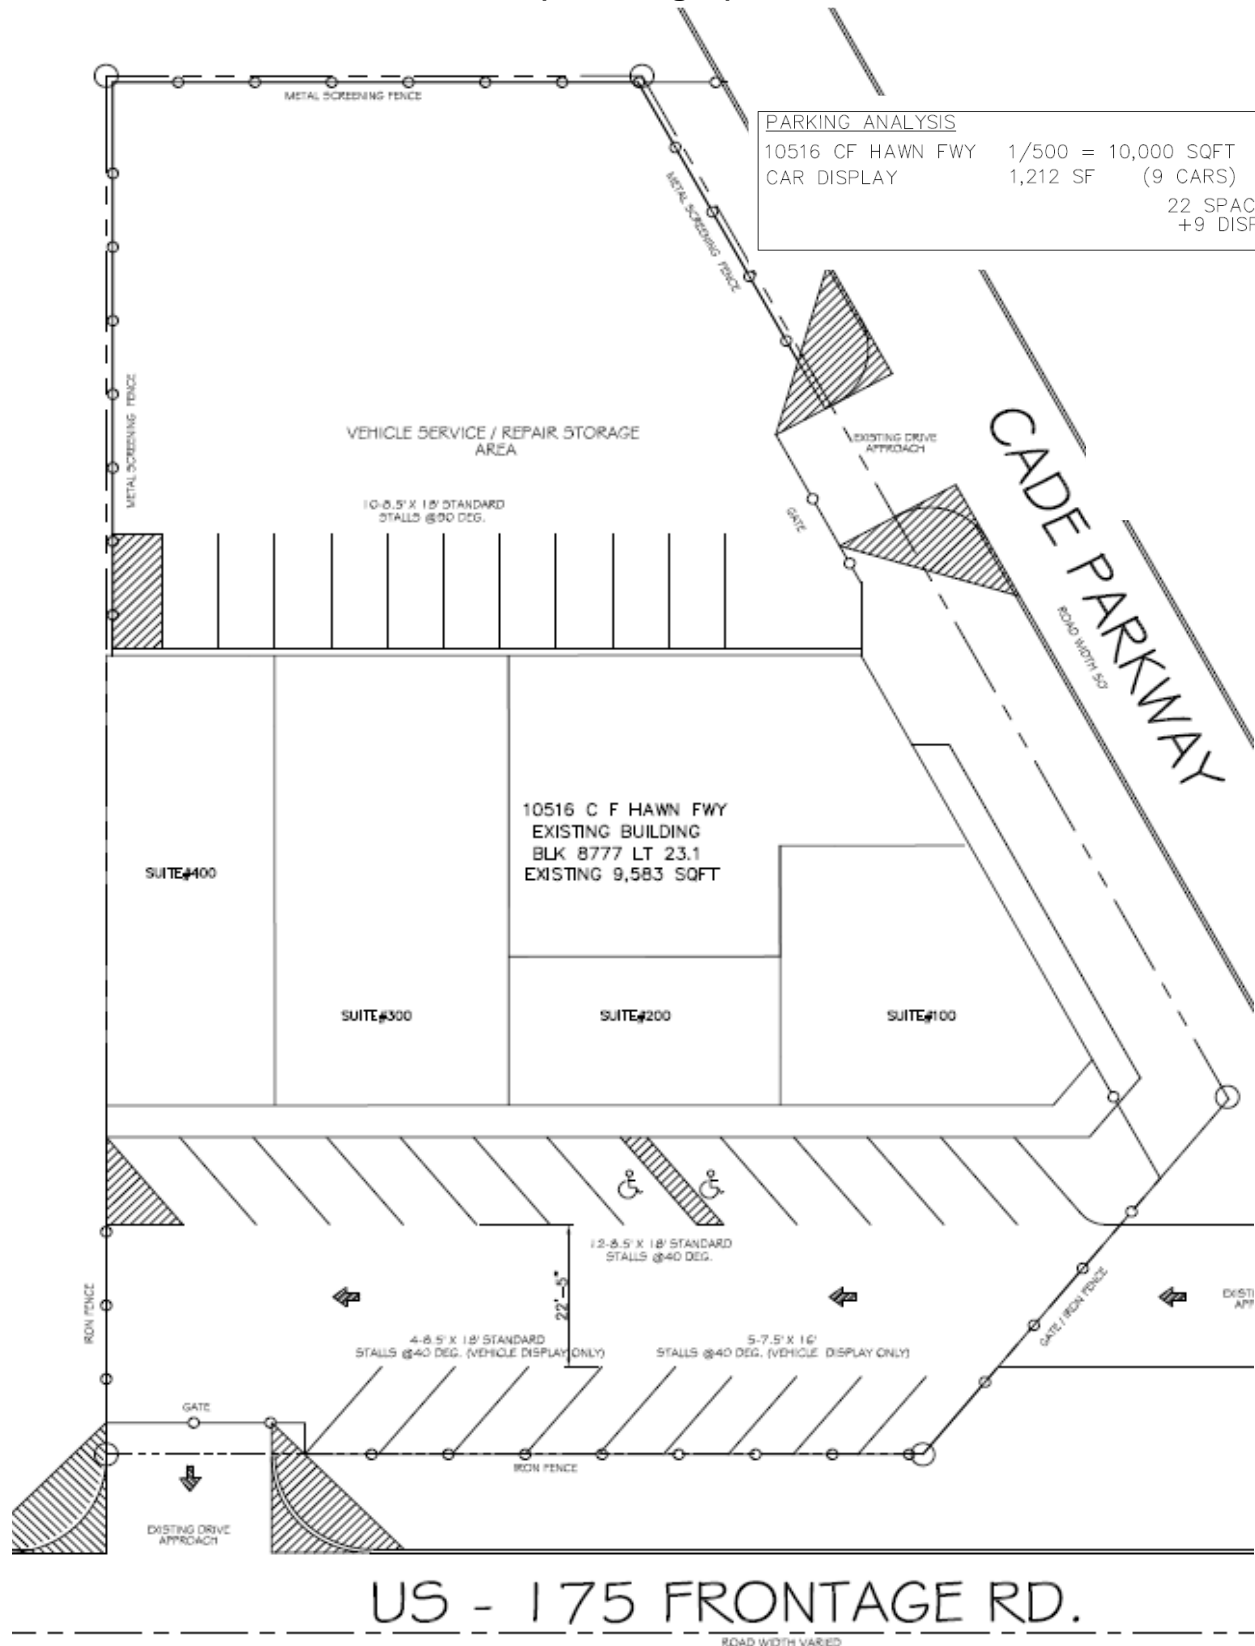 METAL SCREENING FENCE
PARKING ANALYSIS
10516 CF HAWN FWY 1/500 = 10,000 SQFT
CAR DISPLAY 1,212 SF (9 CARS)
22 SPAC
+9 DISP
METAL SCREENING FENCE
METAL SCREENING FENCE
VEHICLE SERVICE / REPAIR STORAGE
AREA
EXISTING DRIVE
APPROACH
CADE PARKWAY
ROAD WIDTH 50'
GATE
10-8.5' X 18' STANDARD
STALLS @90 DEG.
10516 C F HAWN FWY
EXISTING BUILDING
BLK 8777 LT 23.1
EXISTING 9,583 SQFT
SUITE#400
SUITE#300
SUITE#200
SUITE#100
12-8.5' X 18' STANDARD
STALLS @40 DEG.
22'-5"
IRON FENCE
GATE / IRON FENCE
EXISTI
APP
4-8.5' X 18' STANDARD
STALLS @40 DEG. (VEHICLE DISPLAY ONLY)
5-7.5' X 16'
STALLS @40 DEG. (VEHICLE DISPLAY ONLY)
GATE
IRON FENCE
EXISTING DRIVE
APPROACH
US - 175 FRONTAGE RD.
ROAD WIDTH VARIED